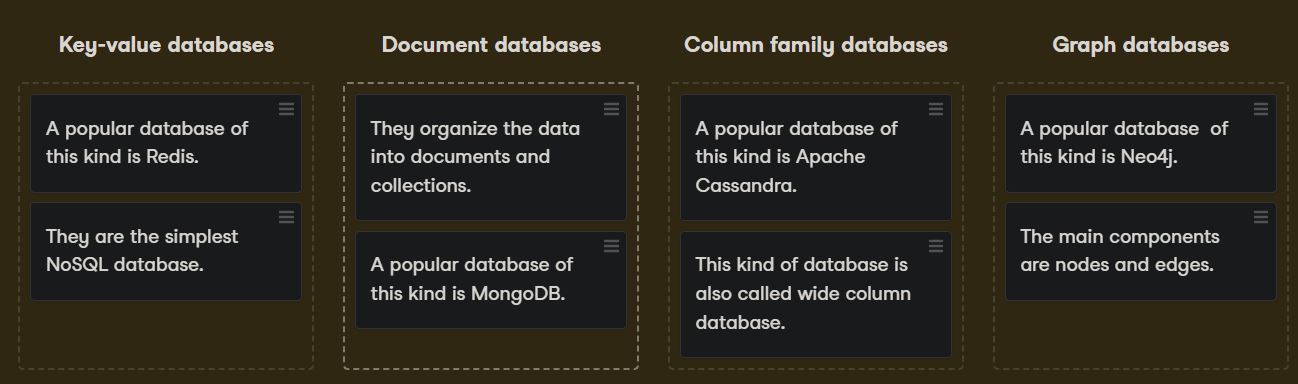 Key-value databases
A popular database of
this kind is Redis.
They are the simplest
NoSQL database.
Document databases
They organize the data
into documents and
collections.
A popular database of
this kind is MongoDB.
Column family databases
A popular database of
this kind is Apache
Cassandra.
This kind of database is
also called wide column
database.
Graph databases
A popular database of
this kind is Neo4j.
The main components
are nodes and edges.